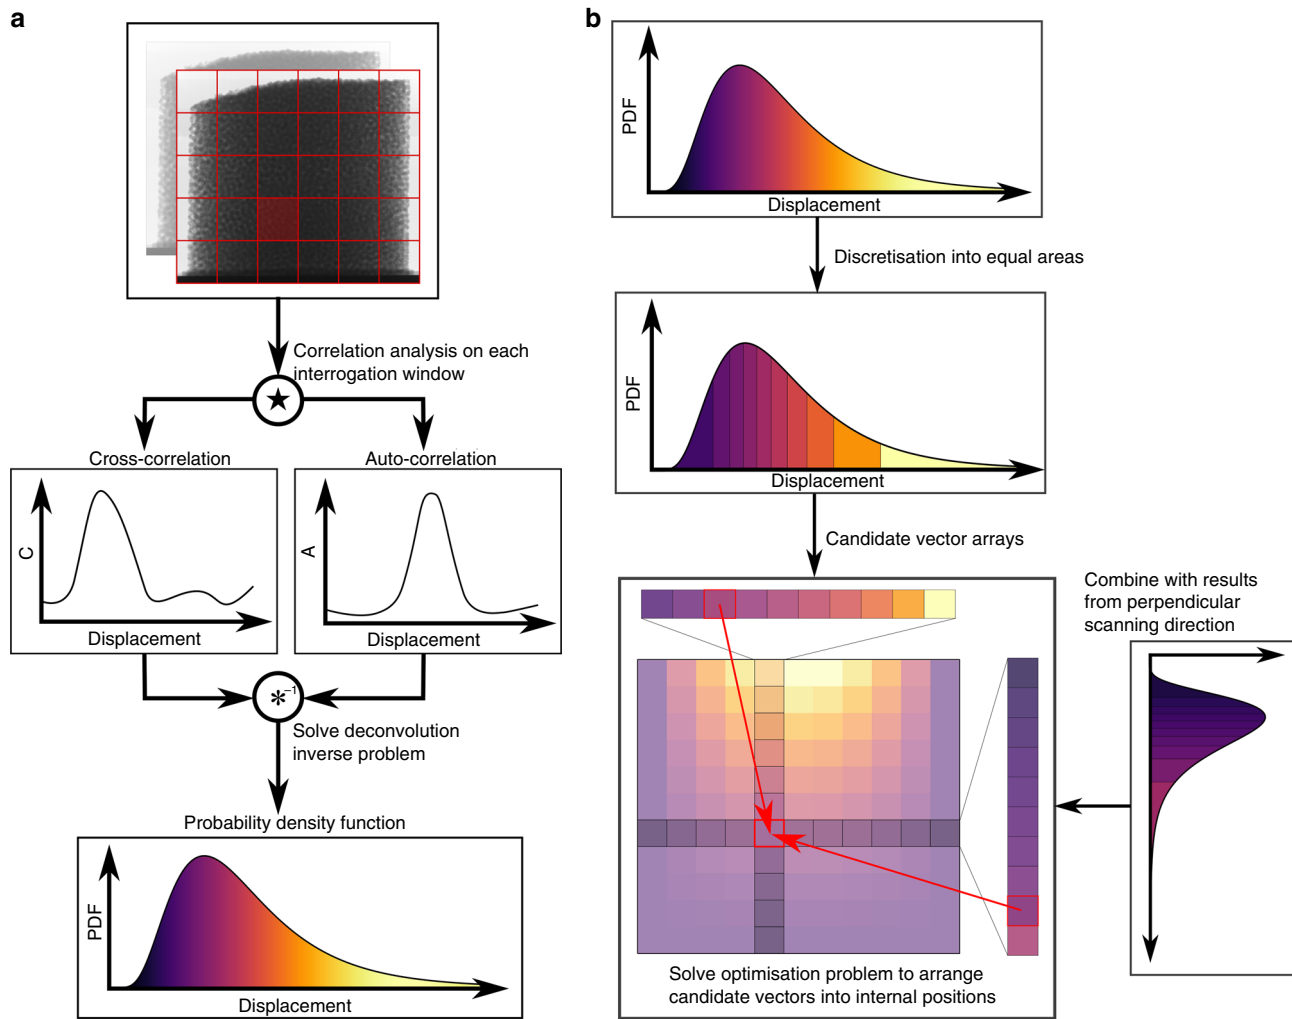 a
Correlation analysis on each
interrogation window
★
Cross-correlation
Auto-correlation
C
Displacement
A
Displacement
*⁻¹
Solve deconvolution
inverse problem
Probability density function
PDF
Displacement
b
PDF
Displacement
Discretisation into equal areas
PDF
Displacement
Candidate vector arrays
Combine with results
from perpendicular
scanning direction
Solve optimisation problem to arrange
candidate vectors into internal positions